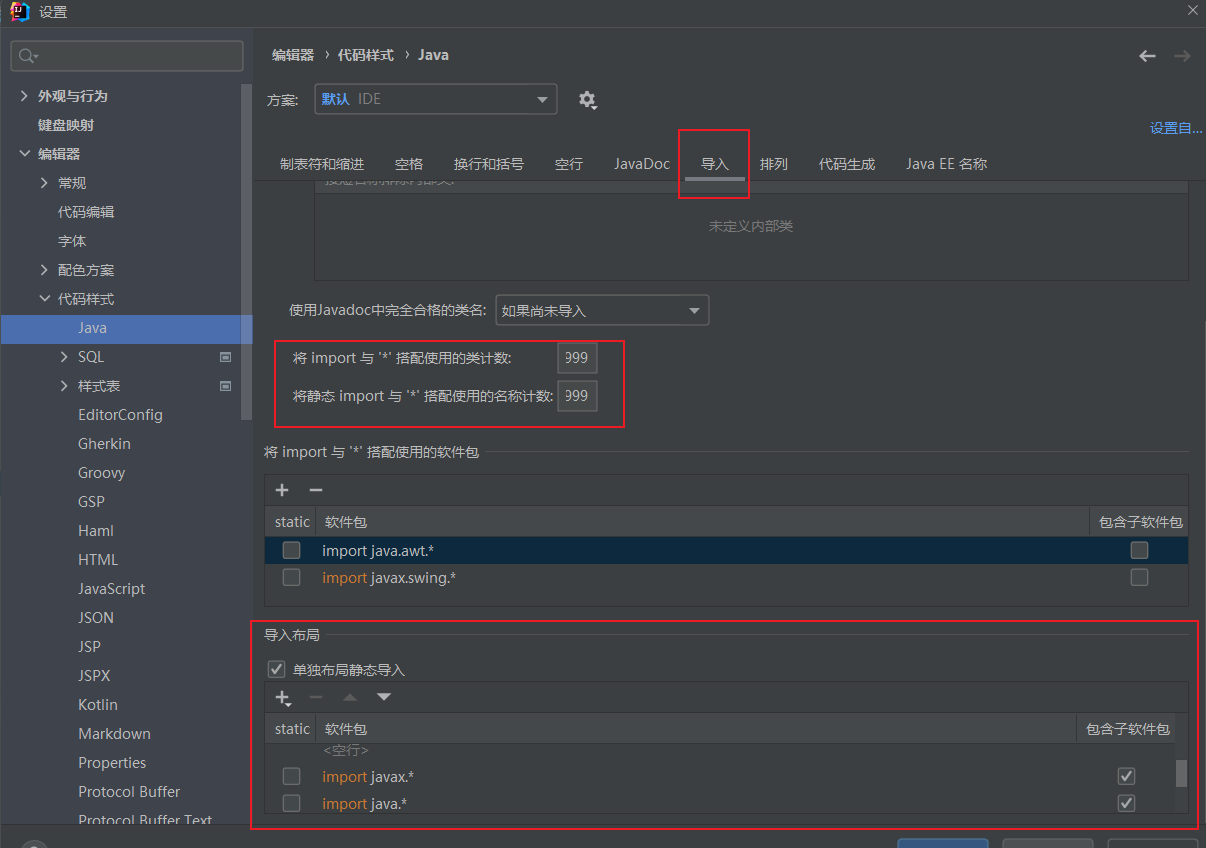 设置
编辑器 › 代码样式 › Java
方案: 默认 IDE
设置自...
制表符和缩进 空格 换行和括号 空行 JavaDoc 导入 排列 代码生成 Java EE 名称
外观与行为
键盘映射
编辑器
常规
代码编辑
字体
配色方案
代码样式
Java
SQL
样式表
EditorConfig
Gherkin
Groovy
GSP
Haml
HTML
JavaScript
JSON
JSP
JSPX
Kotlin
Markdown
Properties
Protocol Buffer
Protocol Buffer Text
未定义内部类
使用Javadoc中完全合格的类名: 如果尚未导入
将 import 与 '*' 搭配使用的类计数: 999
将静态 import 与 '*' 搭配使用的名称计数: 999
将 import 与 '*' 搭配使用的软件包
static 软件包 包含子软件包
import java.awt.*
import javax.swing.*
导入布局
单独布局静态导入
static 软件包 包含子软件包
<空行>
import javax.*
import java.*